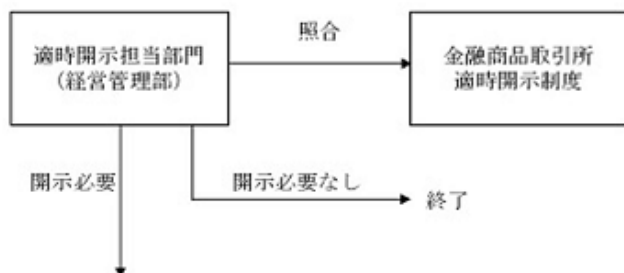 照合
適時開示担当部門
（経営管理部）
金融商品取引所
適時開示制度
開示必要
開示必要なし
終了